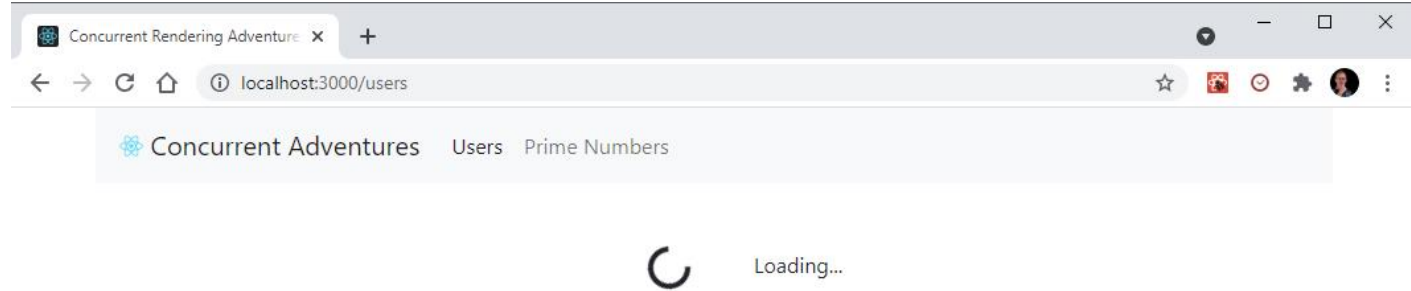 Concurrent Rendering Adventure
localhost:3000/users
Concurrent Adventures Users Prime Numbers
Loading...